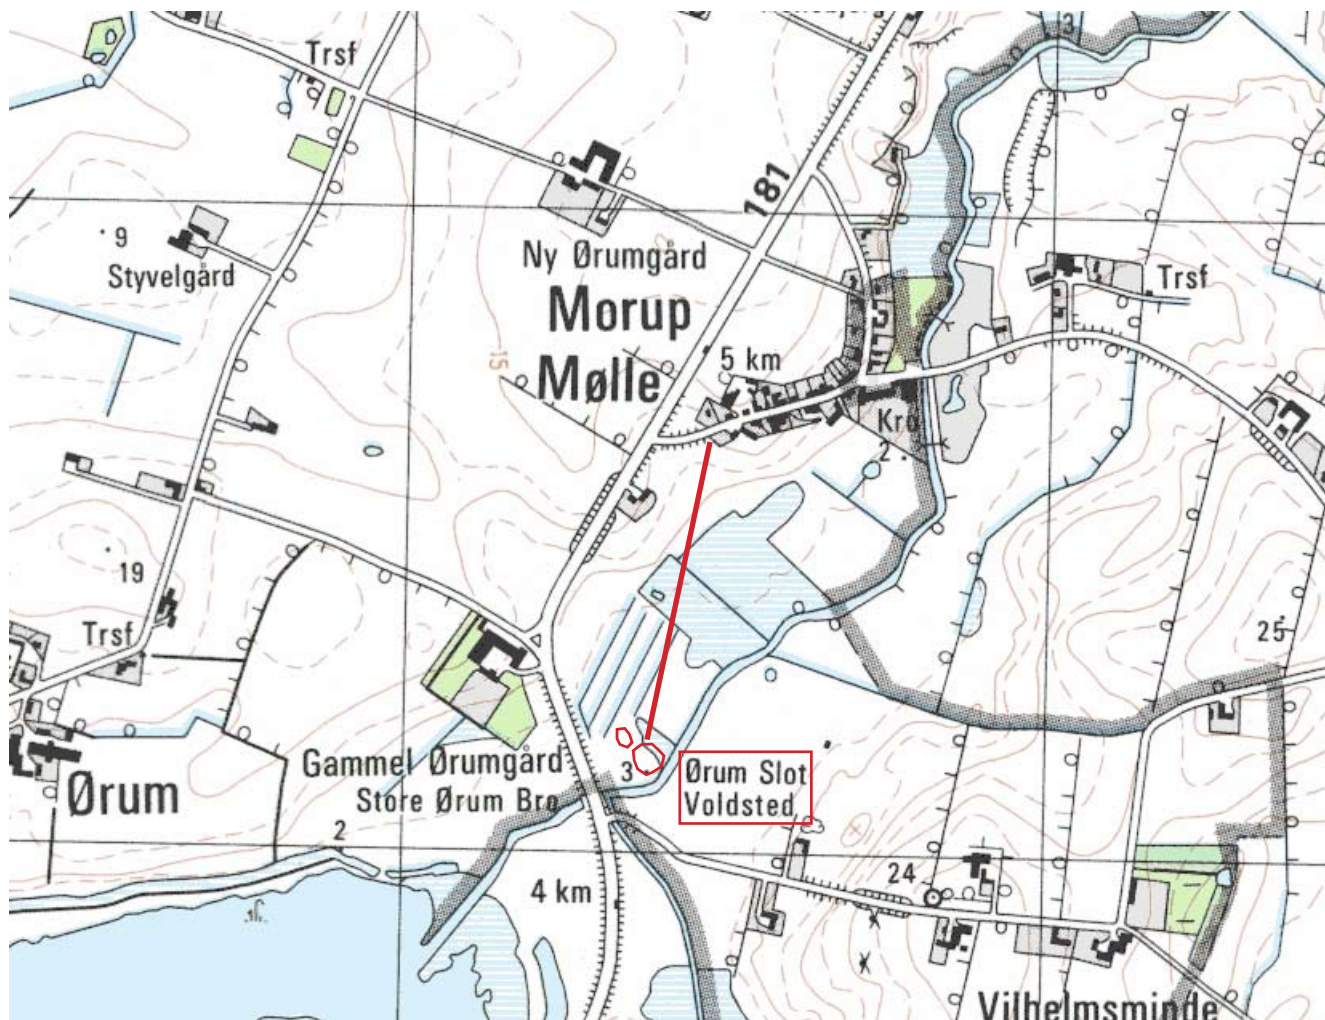 3
Trsf
181
9
Styvelgård
Ny Ørumgård
Trsf
Morup
Mølle
15
5 km
Kro
2
19
Trsf
25
Gammel Ørumgård
Store Ørum Bro
3
Ørum Slot
Voldsted
Ørum
2
4 km
24
Vilhelmsminde